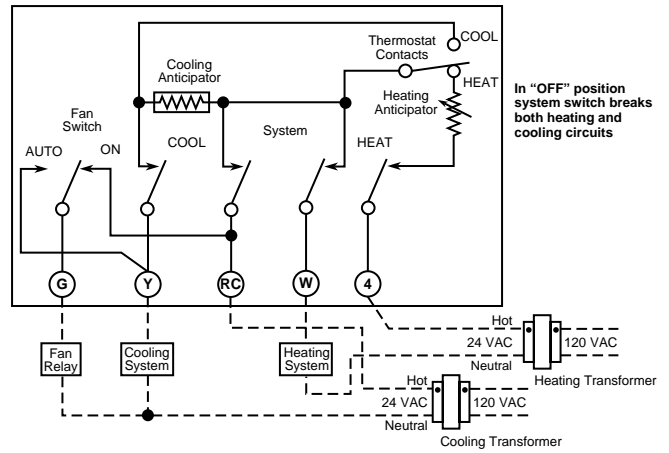 COOL
Thermostat
Contacts
Cooling
Anticipator
HEAT
In “OFF” position
system switch breaks
both heating and
cooling circuits
Heating
Anticipator
Fan
Switch
System
AUTO
ON
COOL
HEAT
G
Y
RC
W
4
Hot
24 VAC
120 VAC
Neutral
Heating Transformer
Fan
Relay
Cooling
System
Heating
System
Hot
24 VAC
120 VAC
Neutral
Cooling Transformer